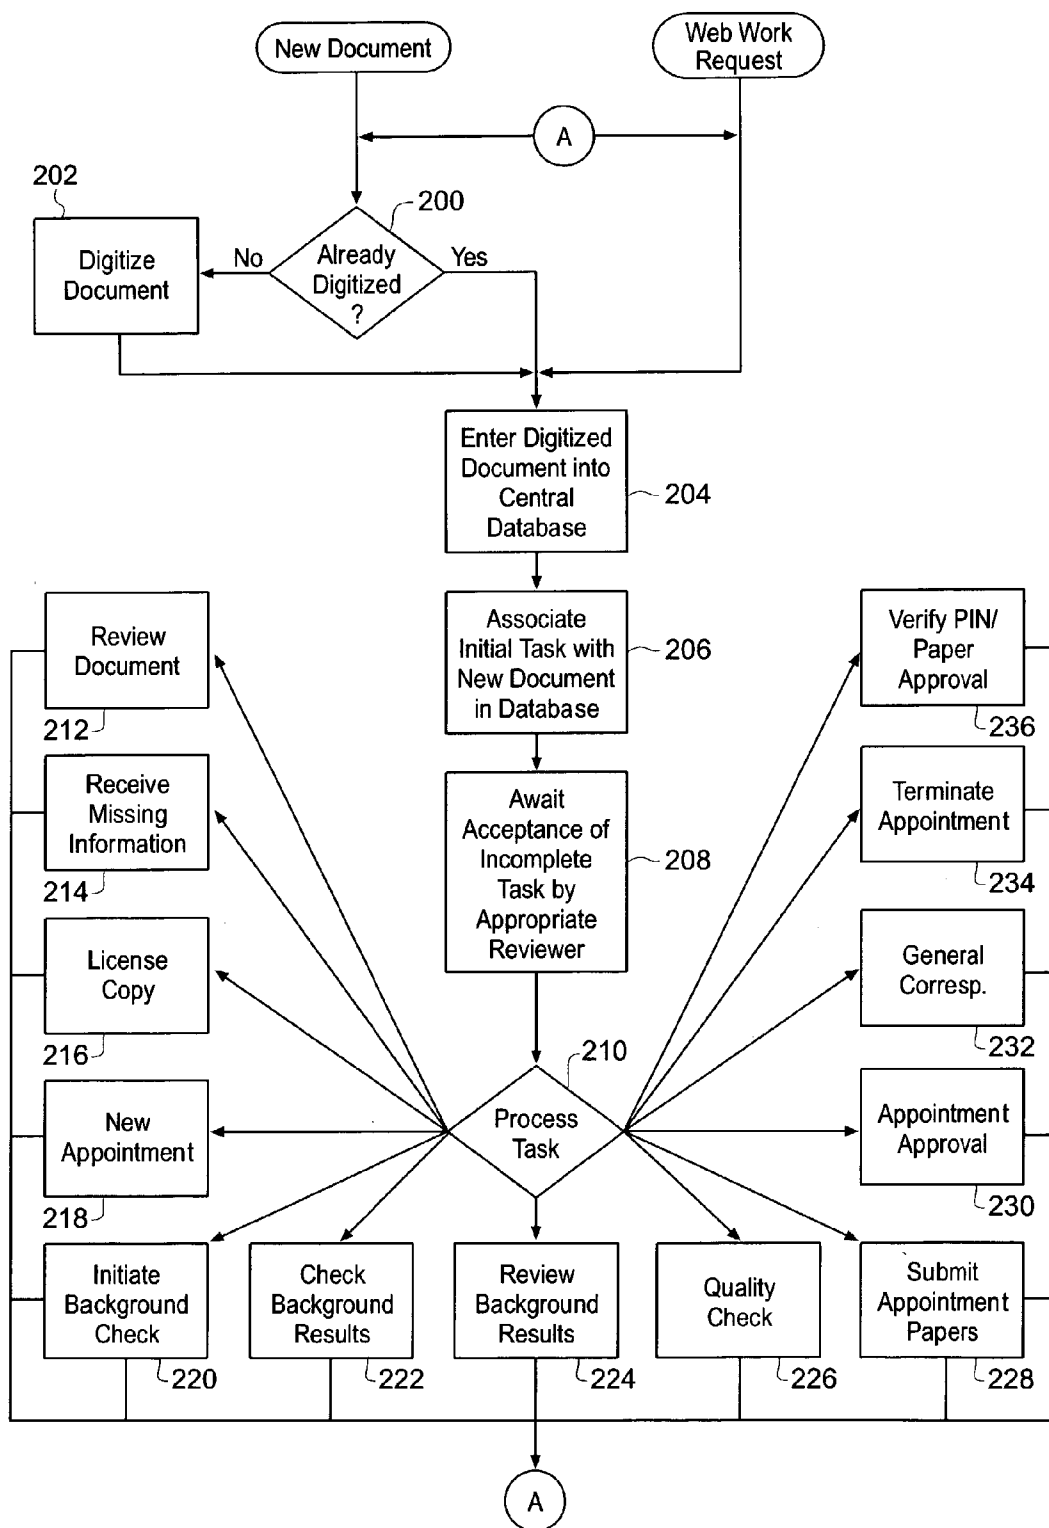 New Document
Web Work
Request
A
202
200
Digitize
Document
No
Already
Digitized
?
Yes
Enter Digitized
Document into
Central
Database
204
Review
Document
212
Associate
Initial Task with
New Document
in Database
206
Verify PIN/
Paper
Approval
236
Receive
Missing
Information
214
Await
Acceptance of
Incomplete
Task by
Appropriate
Reviewer
208
Terminate
Appointment
234
License
Copy
216
General
Corresp.
232
210
New
Appointment
218
Process
Task
Appointment
Approval
230
Initiate
Background
Check
220
Check
Background
Results
222
Review
Background
Results
224
Quality
Check
226
Submit
Appointment
Papers
228
A